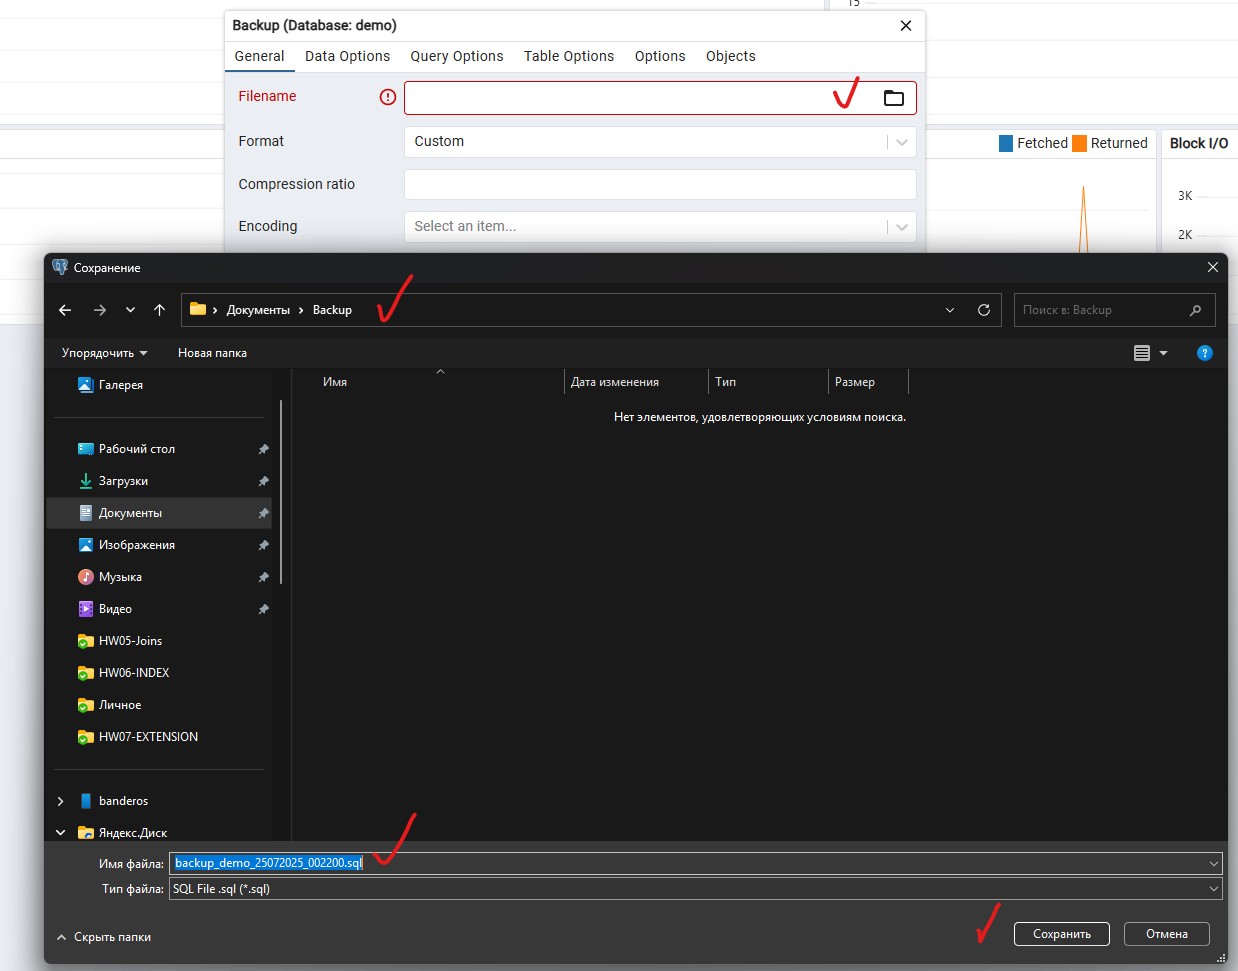 15
Backup (Database: demo)
General Data Options Query Options Table Options Options Objects
Filename
Format Custom
Fetched Returned Block I/O
Compression ratio
3K
Encoding Select an item...
2K
Сохранение
Документы › Backup Поиск в: Backup
Упорядочить Новая папка ?
Галерея Имя Дата изменения Тип Размер
Нет элементов, удовлетворяющих условиям поиска.
Рабочий стол
Загрузки
Документы
Изображения
Музыка
Видео
HW05-Joins
HW06-INDEX
Личное
HW07-EXTENSION
banderos
Яндекс.Диск
Имя файла: backup_demo_25072025_002200.sql
Тип файла: SQL File .sql (*.sql)
Скрыть папки Сохранить Отмена